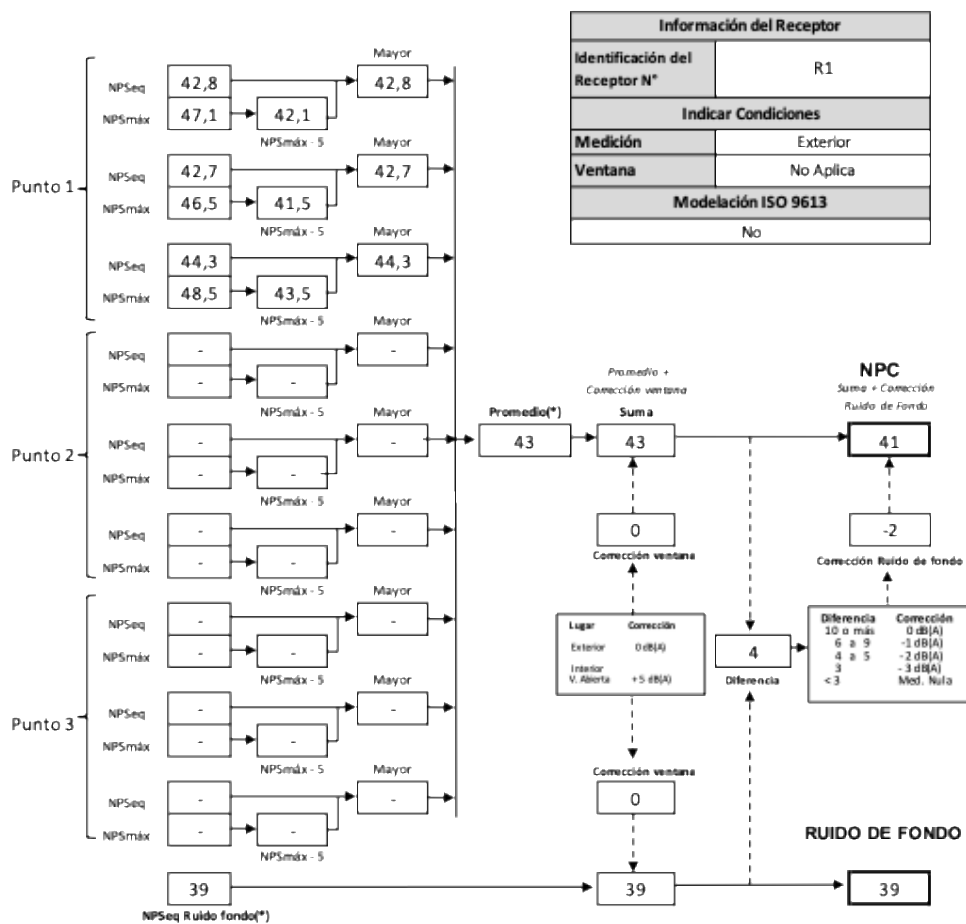 Información del Receptor
Identificación del
Receptor N°
R1
Indicar Condiciones
Medición Exterior
Ventana No Aplica
Modelación ISO 9613
No
Punto 1
Mayor
NPSeq 42,8 42,8
NPSmáx 47,1 42,1
NPSmáx - 5
Mayor
NPSeq 42,7 42,7
NPSmáx 46,5 41,5
NPSmáx - 5
Mayor
NPSeq 44,3 44,3
NPSmáx 48,5 43,5
NPSmáx - 5
Punto 2
Mayor
NPSeq - -
NPSmáx - -
NPSmáx - 5
Mayor
NPSeq - -
NPSmáx - -
NPSmáx - 5
Mayor
NPSeq - -
NPSmáx - -
NPSmáx - 5
Punto 3
Mayor
NPSeq - -
NPSmáx - -
NPSmáx - 5
Mayor
NPSeq - -
NPSmáx - -
NPSmáx - 5
Mayor
NPSeq - -
NPSmáx - -
NPSmáx - 5
Promedio(*)
43
Promedio +
Corrección ventana
Suma
43
NPC
Suma + Corrección
Ruido de Fondo
41
0
Corrección ventana
-2
Corrección Ruido de fondo
Lugar Corrección
Exterior 0 dB(A)
Interior
V. Abierta +5 dB(A)
4
Diferencia
Diferencia Corrección
10 o más 0 dB(A)
6 a 9 -1 dB(A)
4 a 5 -2 dB(A)
3 - 3 dB(A)
< 3 Med. Nula
Corrección ventana
0
RUIDO DE FONDO
39 39 39
NPSeq Ruido fondo(*)